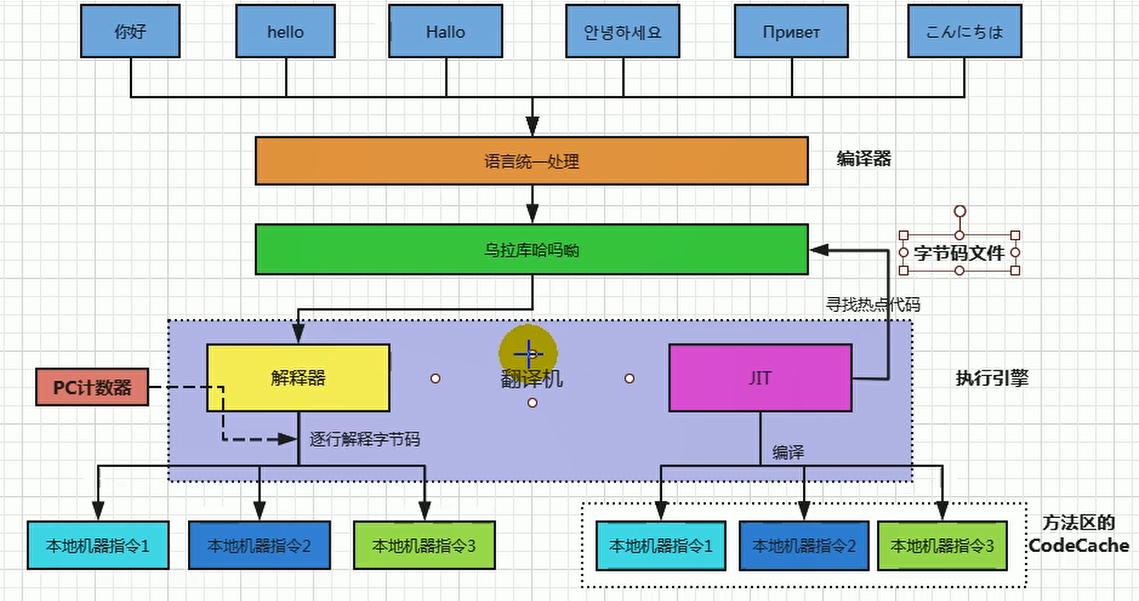 你好
hello
Hallo
안녕하세요
Привет
こんにちは
语言统一处理
编译器
乌拉库哈吗呦
字节码文件
寻找热点代码
解释器
翻译机
JIT
执行引擎
PC计数器
逐行解释字节码
编译
本地机器指令1
本地机器指令2
本地机器指令3
本地机器指令1
本地机器指令2
本地机器指令3
方法区的
CodeCache